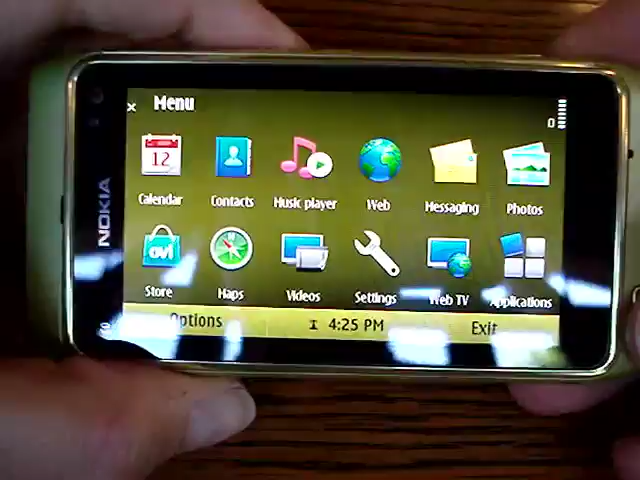 Menu
12
Calendar
Contacts
Music player
Web
Messaging
Photos
NOKIA
ovi
Store
Maps
Videos
Settings
Web TV
Applications
Options
4:25 PM
Exit